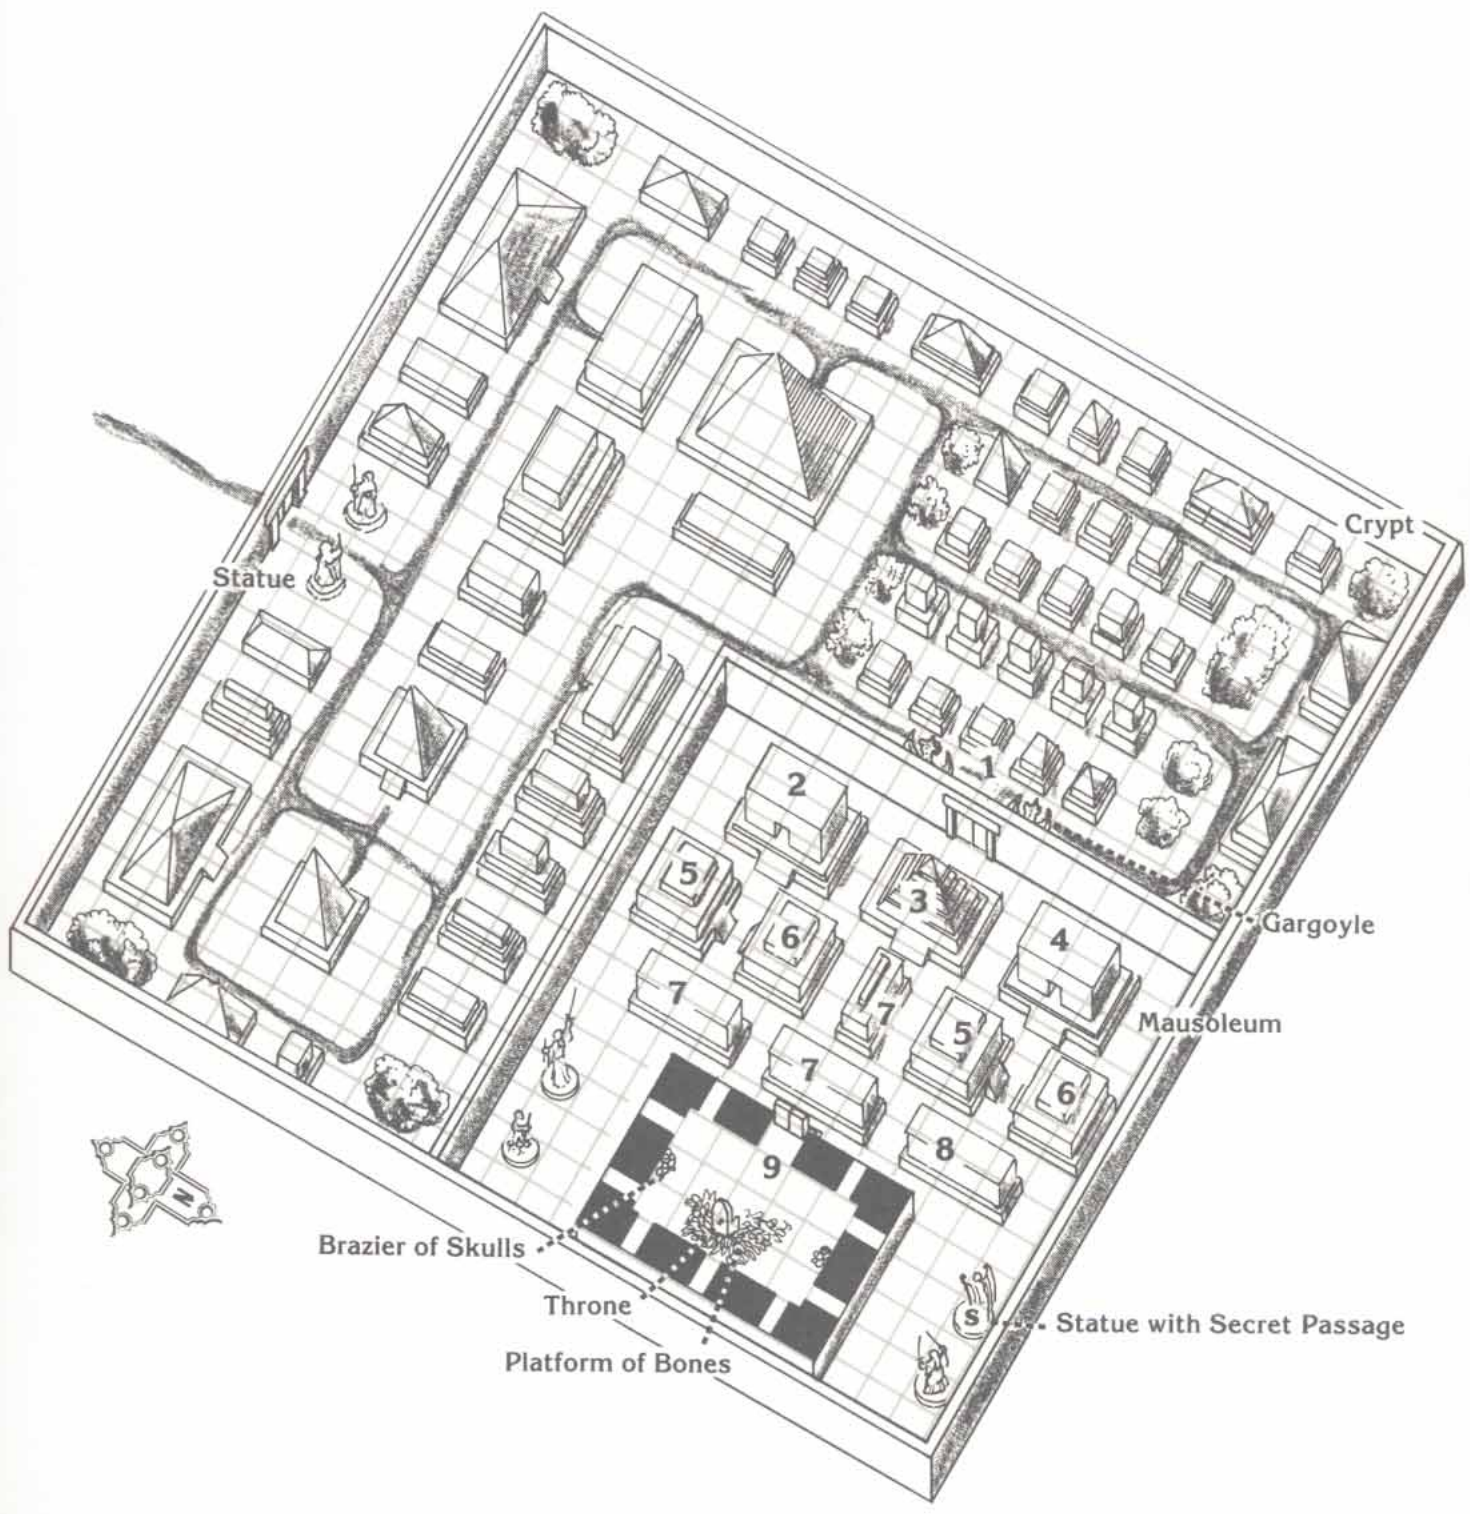 Crypt
Statue
1
2
5
3
6
4
Gargoyle
7
7
5
Mausoleum
7
6
8
9
N
Brazier of Skulls
Throne
S
Statue with Secret Passage
Platform of Bones